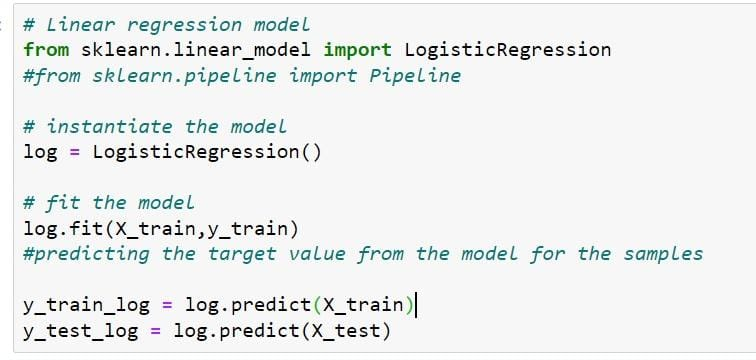 # Linear regression model
from sklearn.linear_model import LogisticRegression
#from sklearn.pipeline import Pipeline
# instantiate the model
log = LogisticRegression()
# fit the model
log.fit(X_train,y_train)
#predicting the target value from the model for the samples
y_train_log = log.predict(X_train)
y_test_log = log.predict(X_test)